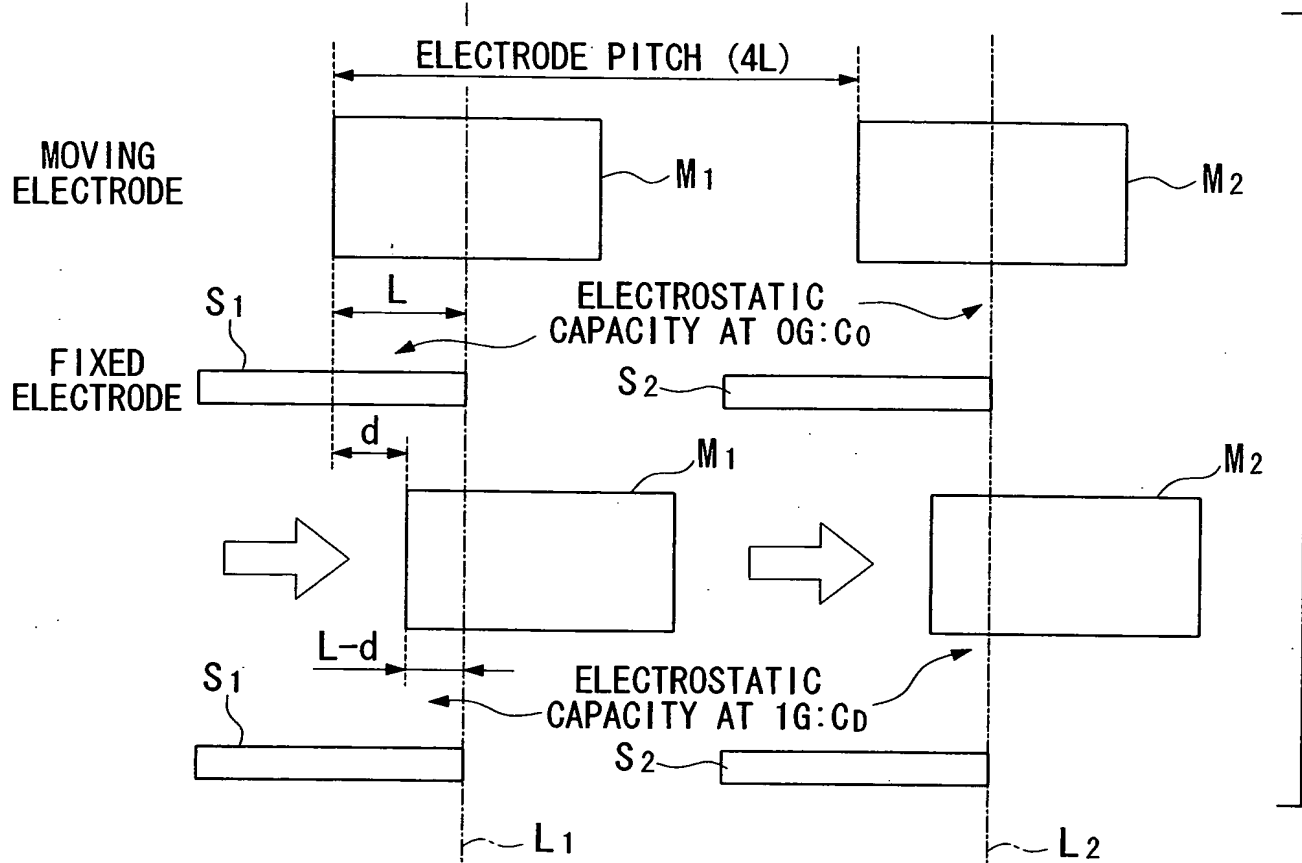 ELECTRODE PITCH (4L)
MOVING
ELECTRODE
M1
M2
L
S1
ELECTROSTATIC
CAPACITY AT 0G:C0
FIXED
ELECTRODE
S2
d
M1
M2
L-d
S1
ELECTROSTATIC
CAPACITY AT 1G:CD
S2
L1
L2